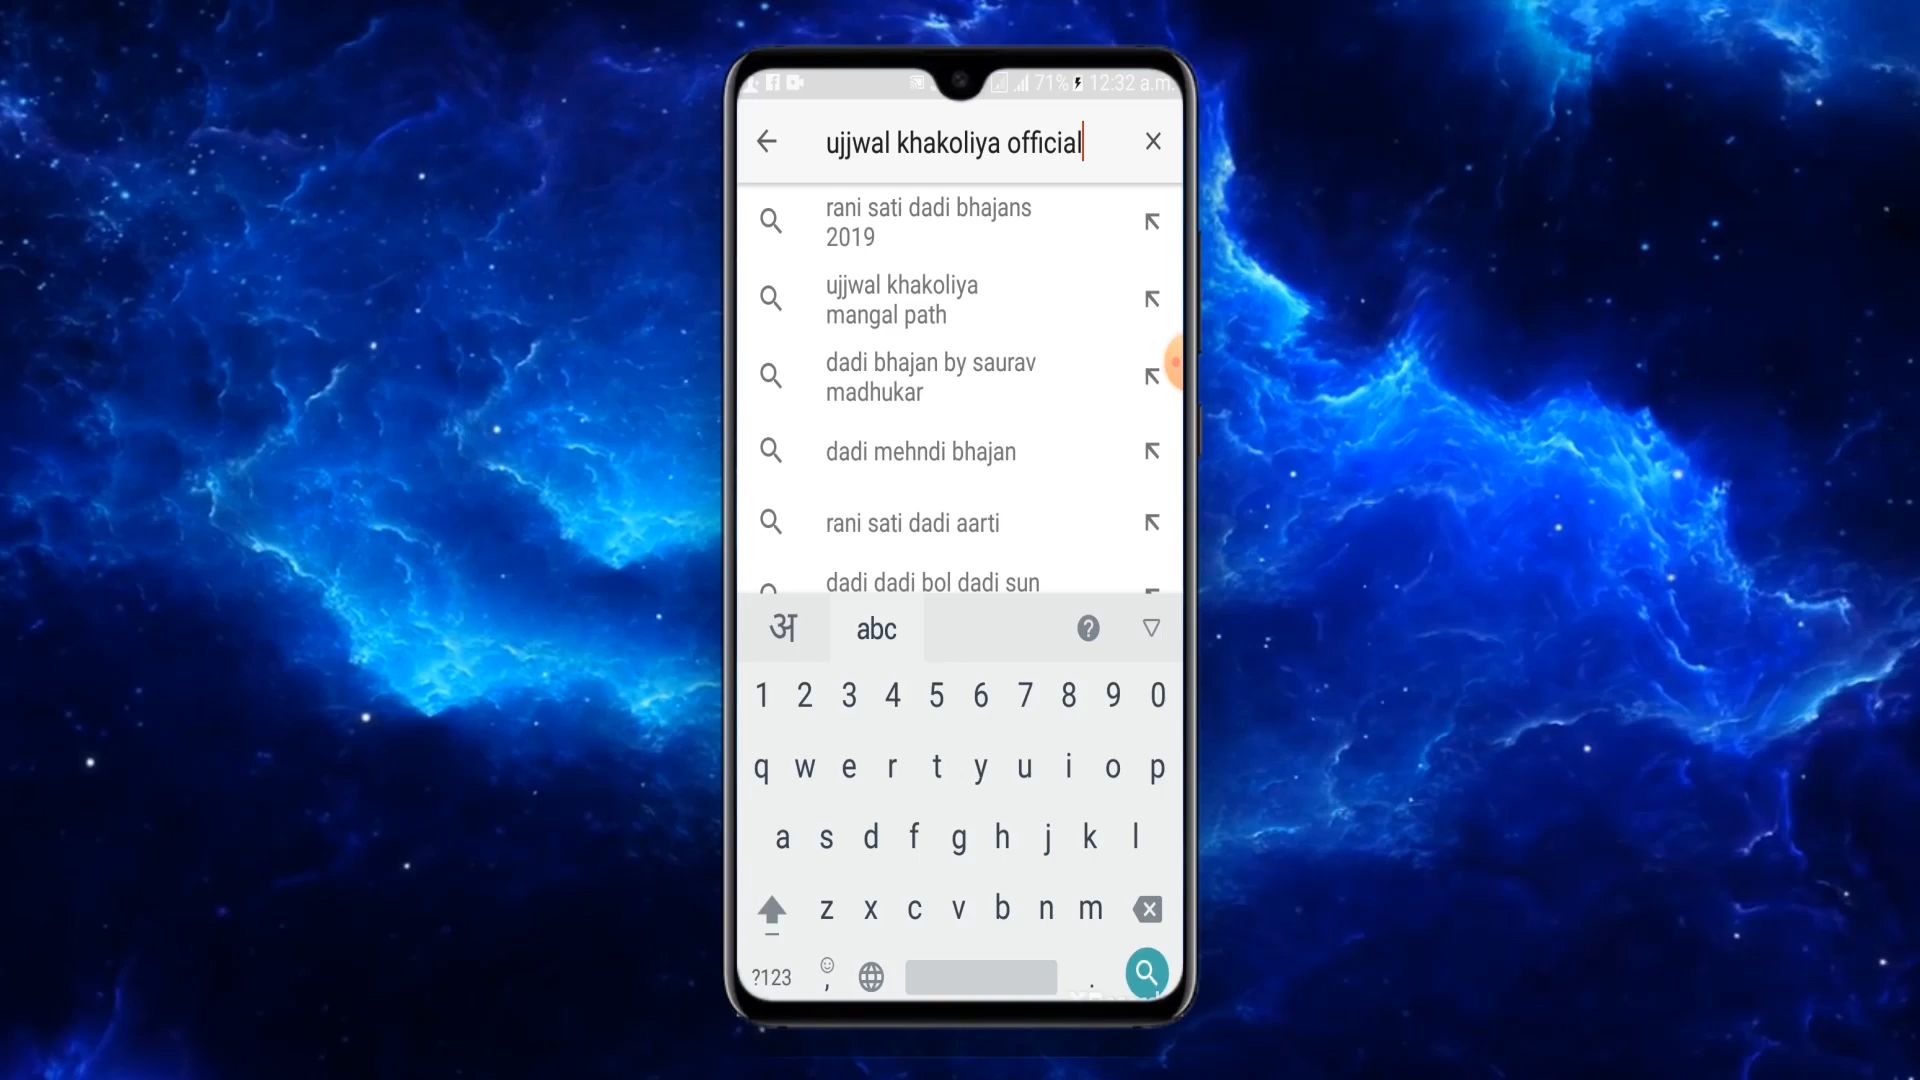 71% 12:32 a.m.
ujjwal khakoliya official
rani sati dadi bhajans
2019
ujjwal khakoliya
mangal path
dadi bhajan by saurav
madhukar
dadi mehndi bhajan
rani sati dadi aarti
dadi dadi bol dadi sun
अ abc ?
1 2 3 4 5 6 7 8 9 0
q w e r t y u i o p
a s d f g h j k l
z x c v b n m
?123 , .